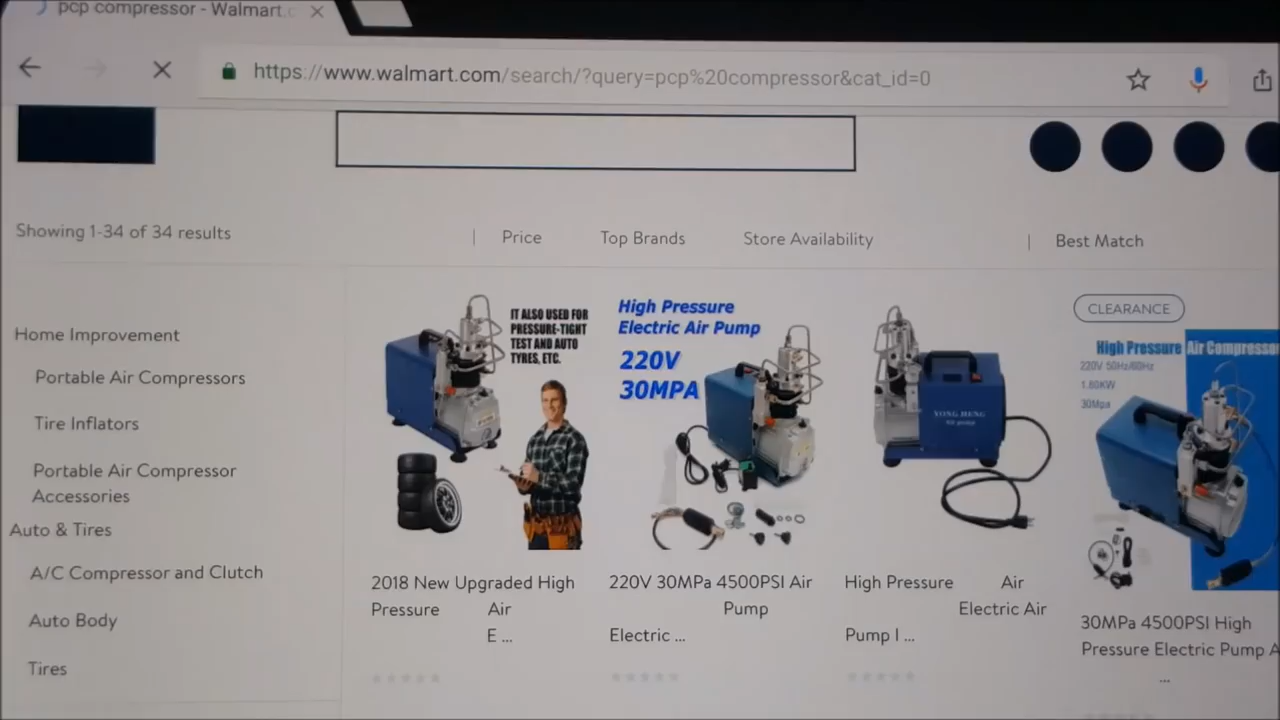 pcp compressor - Walmart.c
https://www.walmart.com/search/?query=pcp%20compressor&cat_id=0
Showing 1-34 of 34 results
Price
Top Brands
Store Availability
Best Match
Home Improvement
Portable Air Compressors
Tire Inflators
Portable Air Compressor
Accessories
Auto & Tires
A/C Compressor and Clutch
Auto Body
Tires
IT ALSO USED FOR
PRESSURE-TIGHT
TEST AND AUTO
TYRES, ETC.
2018 New Upgraded High
Pressure Air
E ...
High Pressure
Electric Air Pump
220V
30MPA
220V 30MPa 4500PSI Air
Pump
Electric ...
YONG HENG
High Pressure Air
Electric Air
Pump I ...
CLEARANCE
High Pressure Air Compressor
220V 50Hz/60Hz
1.80KW
30Mpa
30MPa 4500PSI High
Pressure Electric Pump A
...